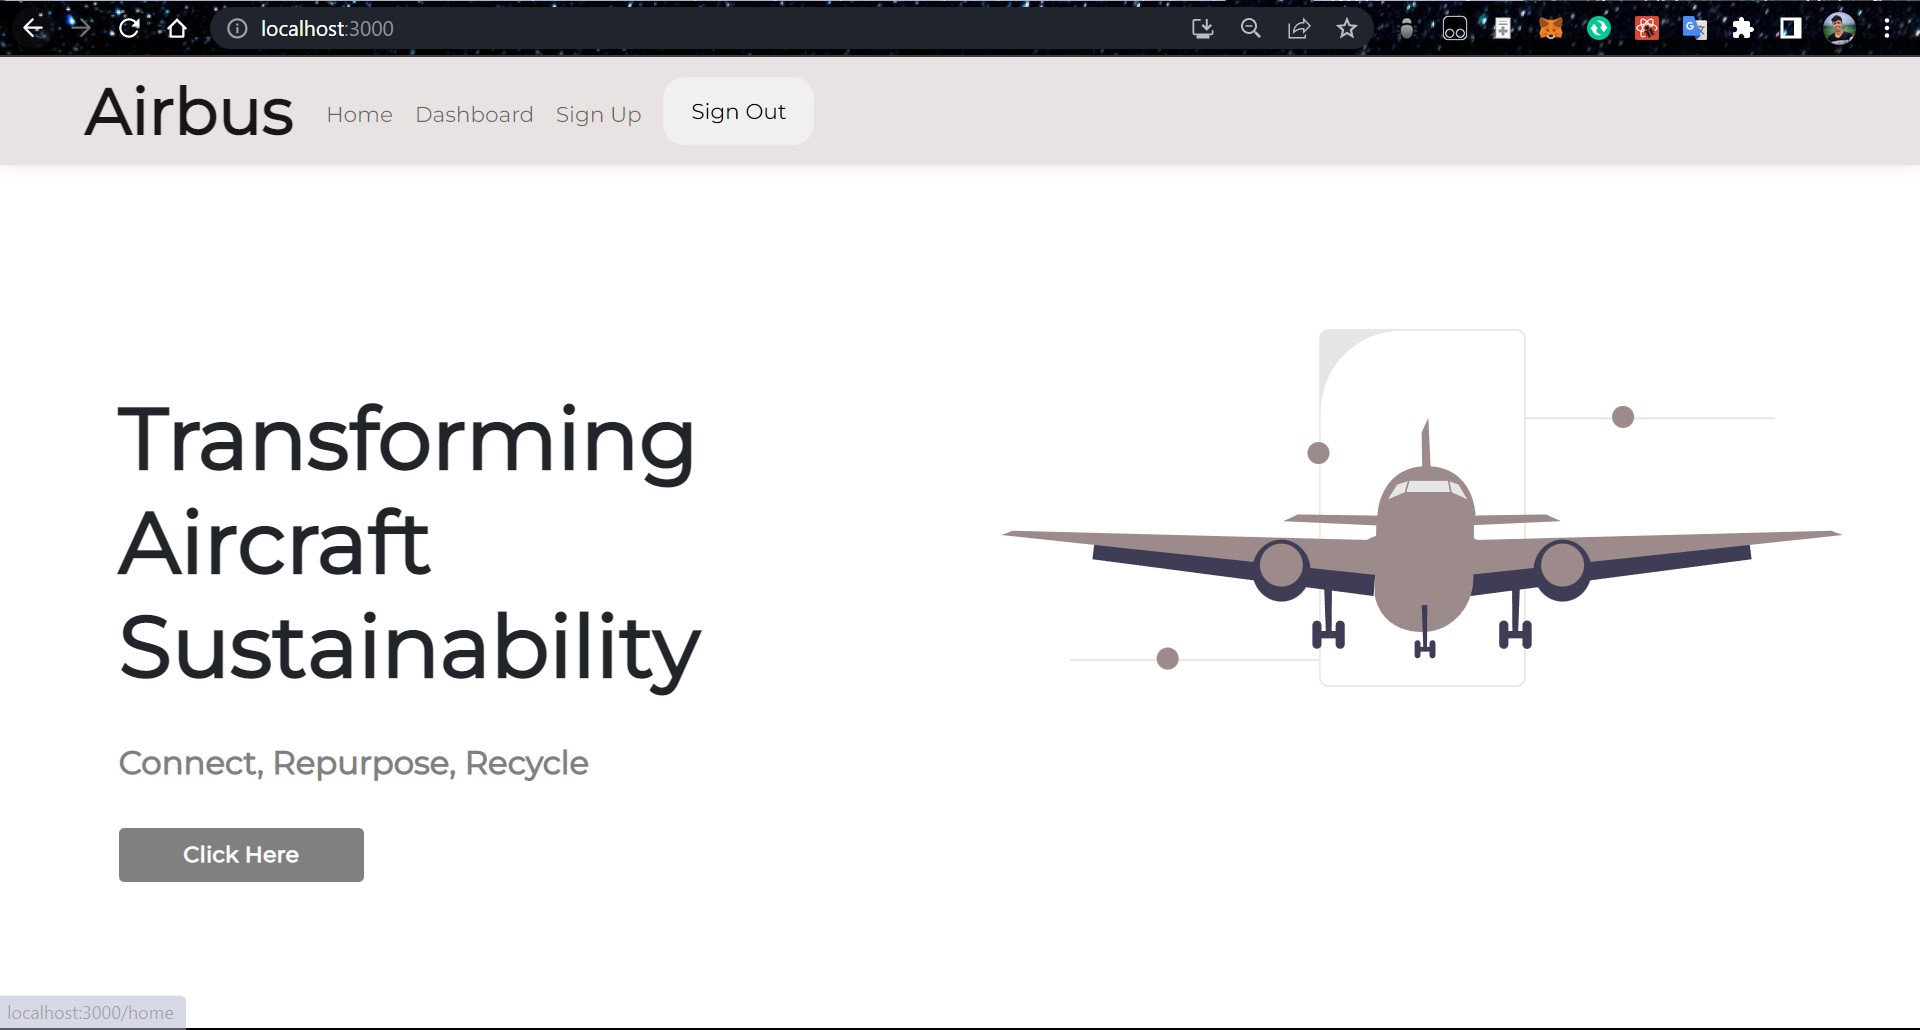 localhost:3000
Airbus
Home Dashboard Sign Up Sign Out
Transforming
Aircraft
Sustainability
Connect, Repurpose, Recycle
Click Here
localhost:3000/home